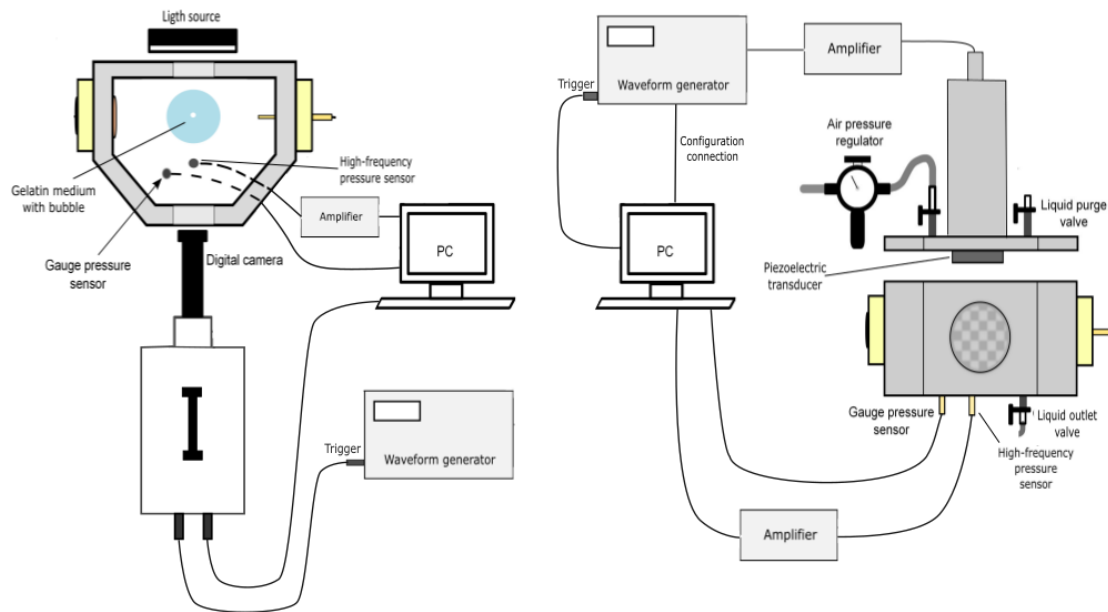 Ligth source
High-frequency
pressure sensor
Gelatin medium
with bubble
Amplifier
Gauge pressure
sensor
Digital camera
PC
Trigger
Waveform generator
Amplifier
Trigger
Waveform generator
Air pressure
regulator
Configuration
connection
Liquid purge
valve
PC
Piezoelectric
transducer
Gauge pressure
sensor
Liquid outlet
valve
High-frequency
pressure
sensor
Amplifier